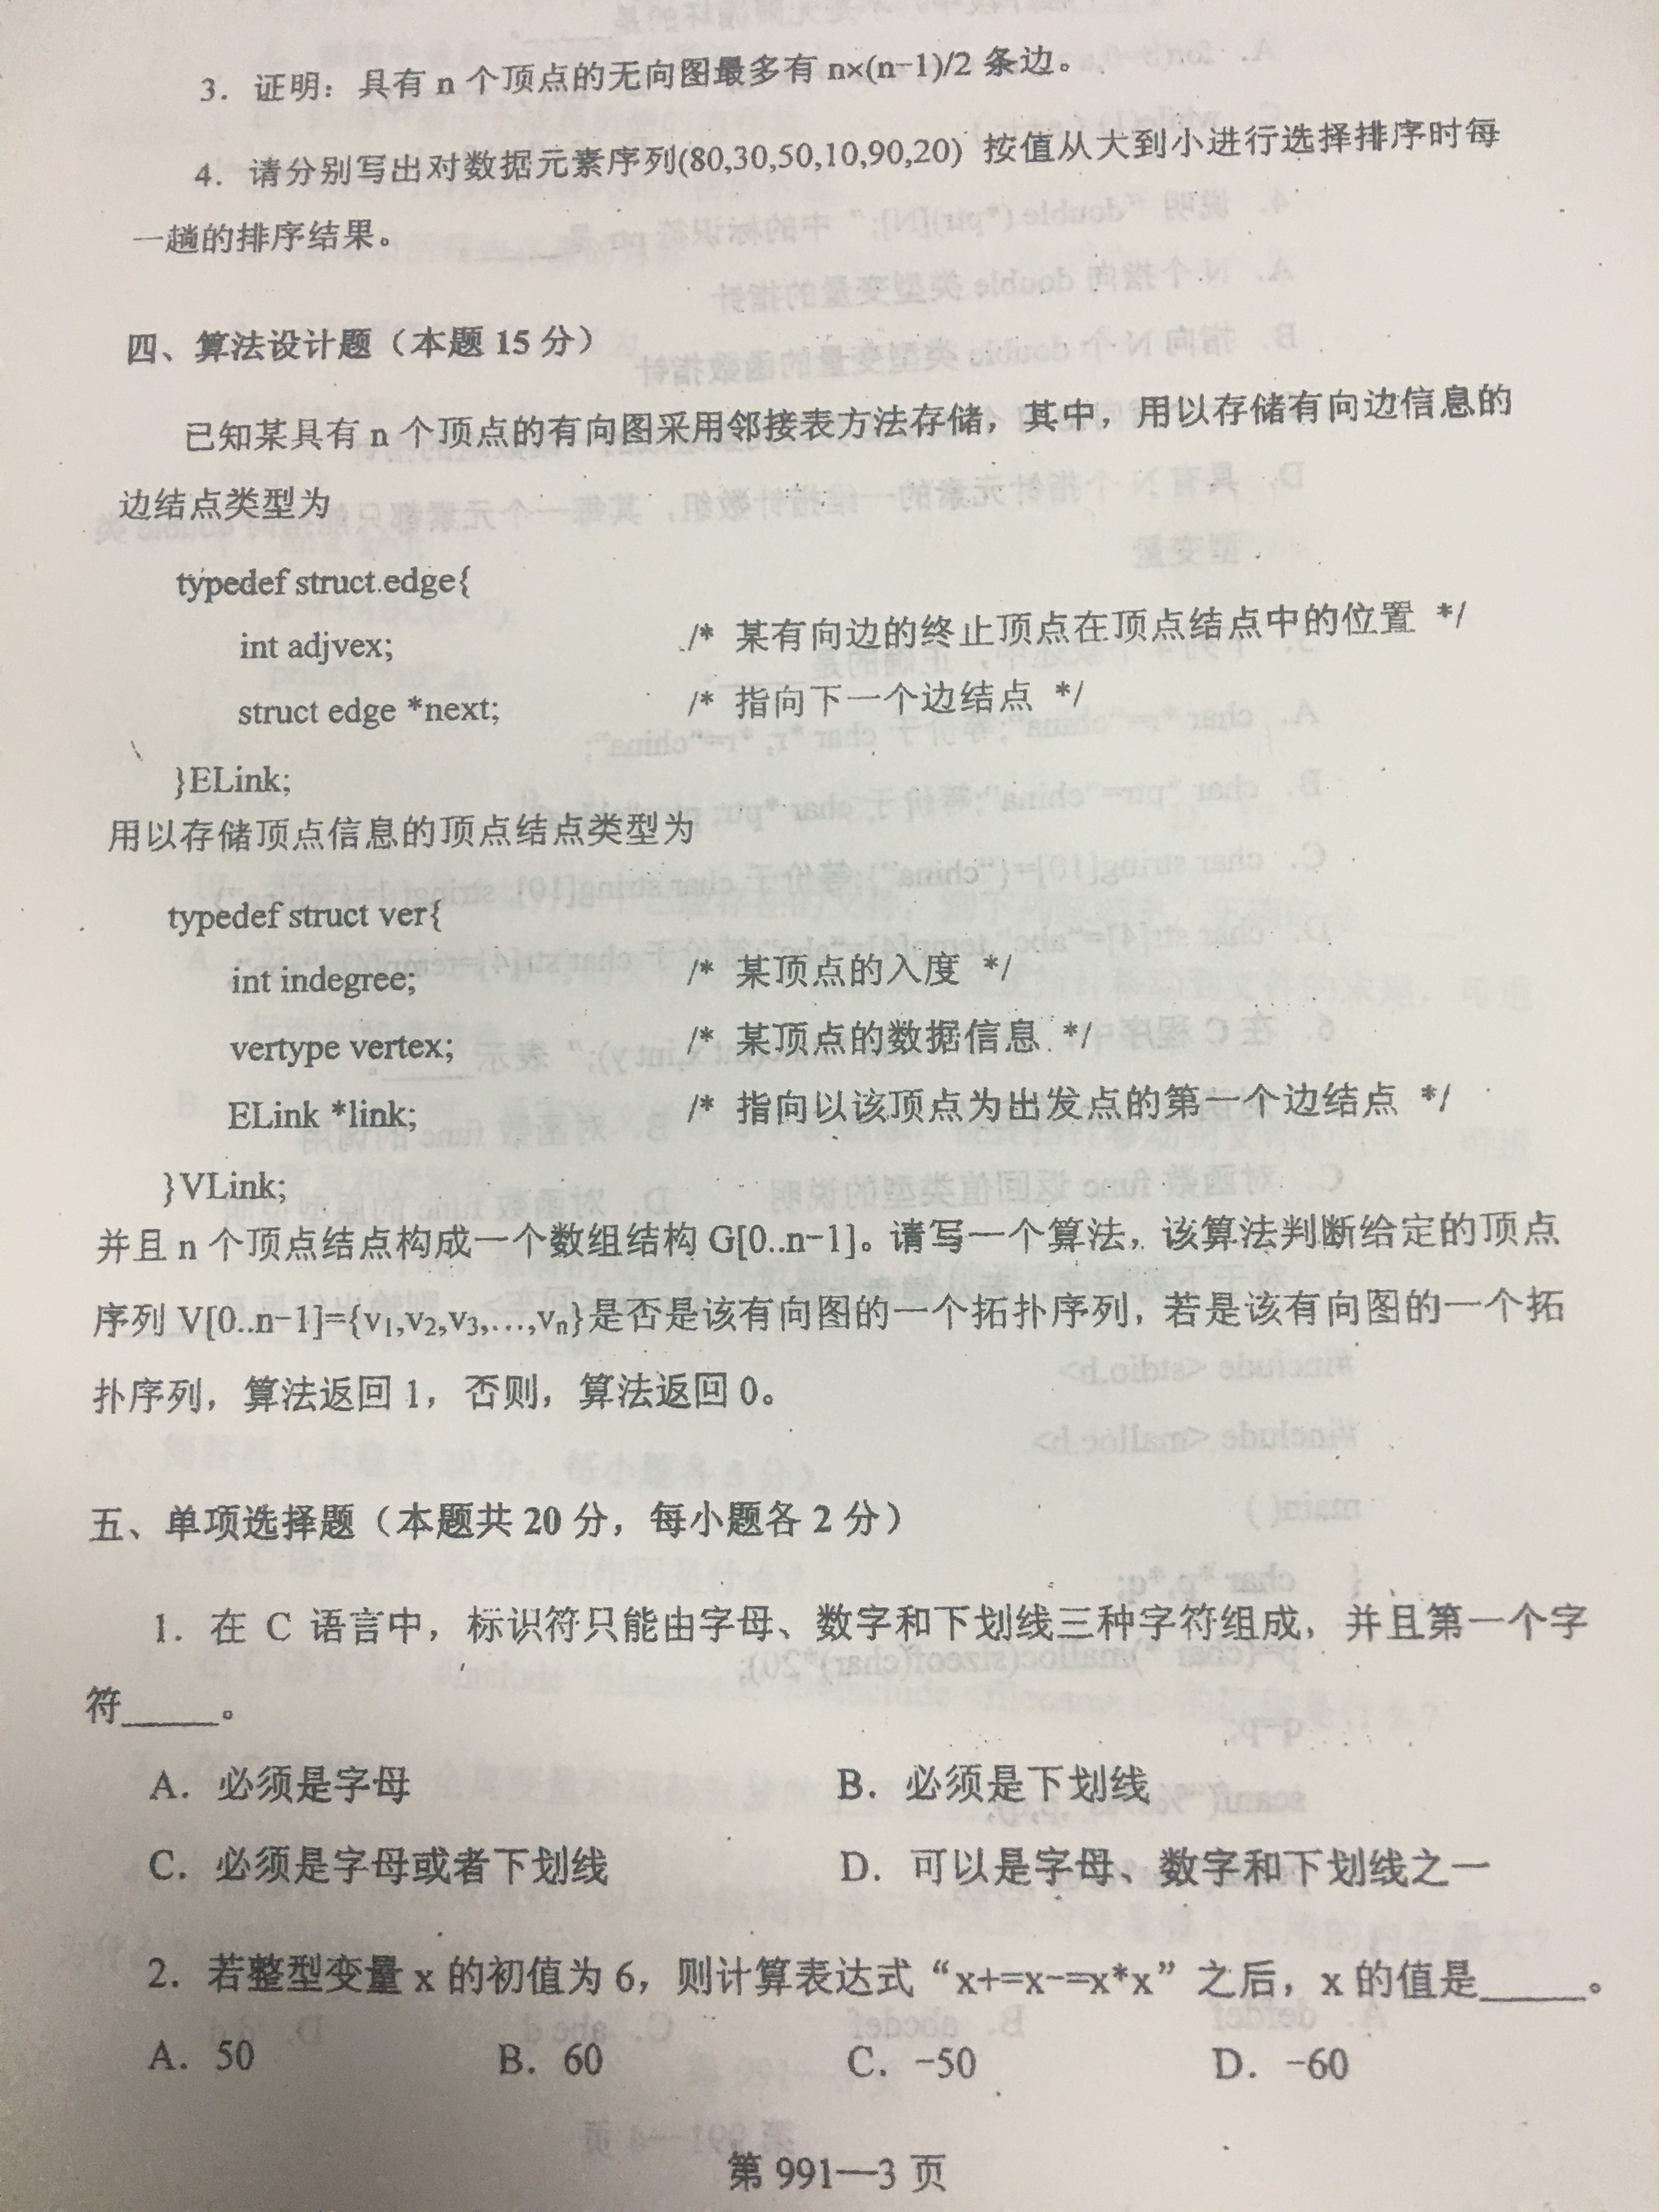 3. 证明：具有 n 个顶点的无向图最多有 n×(n-1)/2 条边。
4. 请分别写出对数据元素序列(80,30,50,10,90,20) 按值从大到小进行选择排序时每
一趟的排序结果。
四、算法设计题（本题 15 分）
已知某具有 n 个顶点的有向图采用邻接表方法存储，其中，用以存储有向边信息的
边结点类型为
typedef struct edge{
int adjvex; /* 某有向边的终止顶点在顶点结点中的位置 */
struct edge *next; /* 指向下一个边结点 */
}ELink;
用以存储顶点信息的顶点结点类型为
typedef struct ver{
int indegree; /* 某顶点的入度 */
vertype vertex; /* 某顶点的数据信息 */
ELink *link; /* 指向以该顶点为出发点的第一个边结点 */
}VLink;
并且 n 个顶点结点构成一个数组结构 G[0..n-1]。请写一个算法，该算法判断给定的顶点
序列 V[0..n-1]={v₁,v₂,v₃,…,vₙ}是否是该有向图的一个拓扑序列，若是该有向图的一个拓
扑序列，算法返回 1，否则，算法返回 0。
五、单项选择题（本题共 20 分，每小题各 2 分）
1. 在 C 语言中，标识符只能由字母、数字和下划线三种字符组成，并且第一个字
符_____。
A. 必须是字母 B. 必须是下划线
C. 必须是字母或者下划线 D. 可以是字母、数字和下划线之一
2. 若整型变量 x 的初值为 6，则计算表达式“x+=x-=x*x”之后，x 的值是_____。
A. 50 B. 60 C. -50 D. -60
第 991—3 页